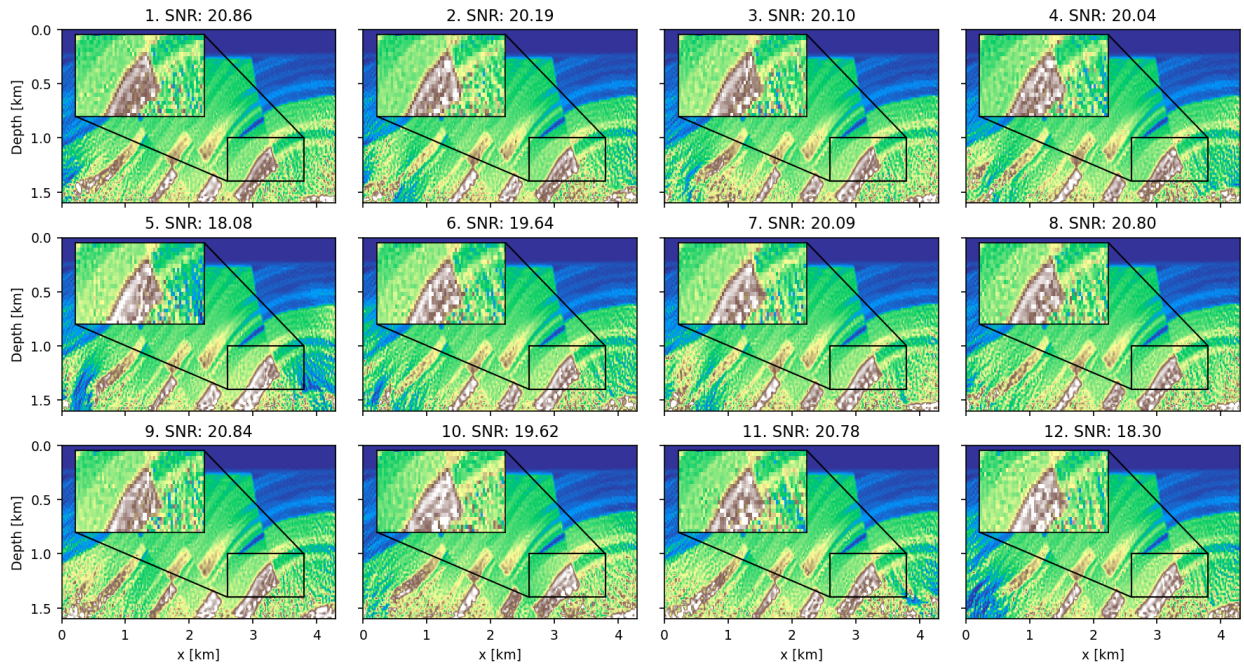 1. SNR: 20.86
2. SNR: 20.19
3. SNR: 20.10
4. SNR: 20.04
0.0
0.5
1.0
1.5
Depth [km]
5. SNR: 18.08
6. SNR: 19.64
7. SNR: 20.09
8. SNR: 20.80
0.0
0.5
1.0
1.5
Depth [km]
9. SNR: 20.84
10. SNR: 19.62
11. SNR: 20.78
12. SNR: 18.30
0.0
0.5
1.0
1.5
Depth [km]
0 1 2 3 4
0 1 2 3 4
0 1 2 3 4
0 1 2 3 4
x [km]
x [km]
x [km]
x [km]